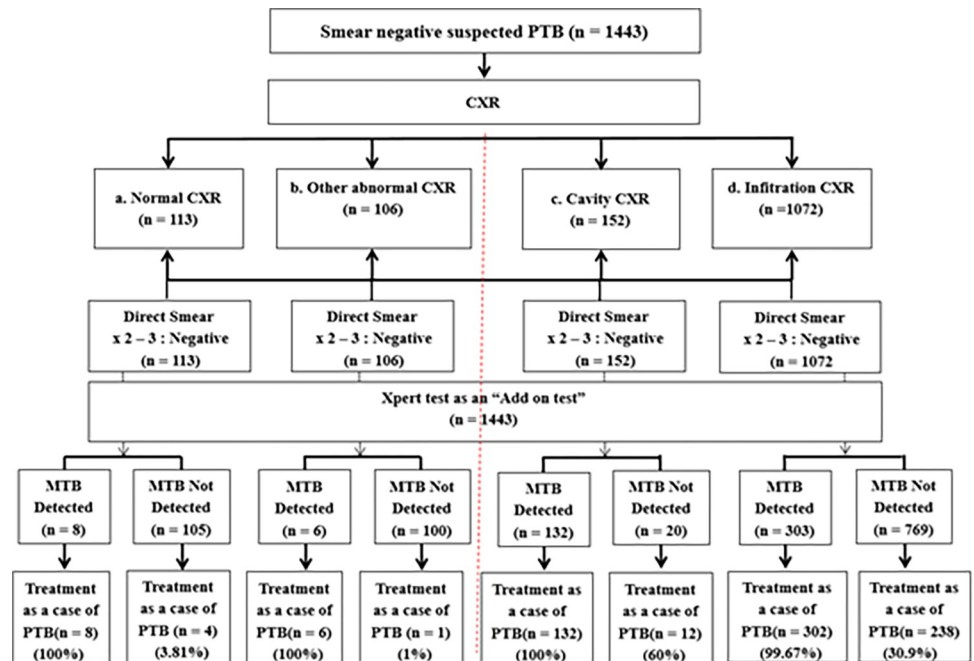 Smear negative suspected PTB (n = 1443)
CXR
a. Normal CXR
(n = 113)
b. Other abnormal CXR
(n = 106)
c. Cavity CXR
(n = 152)
d. Infitration CXR
(n =1072)
Direct Smear
x 2 – 3 : Negative
(n = 113)
Direct Smear
x 2 – 3 : Negative
(n = 106)
Direct Smear
x 2 – 3 : Negative
(n = 152)
Direct Smear
x 2 – 3 : Negative
(n = 1072
Xpert test as an “Add on test”
(n = 1443)
MTB
Detected
(n = 8)
MTB Not
Detected
(n = 105)
MTB
Detected
(n = 6)
MTB Not
Detected
(n = 100)
MTB
Detected
(n = 132)
MTB Not
Detected
(n = 20)
MTB
Detected
(n = 303)
MTB Not
Detected
(n = 769)
Treatment
as a case of
PTB(n = 8)
(100%)
Treatment
as a case of
PTB (n = 4)
(3.81%)
Treatment
as a case of
PTB(n = 6)
(100%)
Treatment
as a case of
PTB (n = 1)
(1%)
Treatment as
a case of
PTB(n = 132)
(100%)
Treatment
as a case of
PTB(n = 12)
(60%)
Treatment as
a case of
PTB(n = 302)
(99.67%)
Treatment as
a case of
PTB(n = 238)
(30.9%)